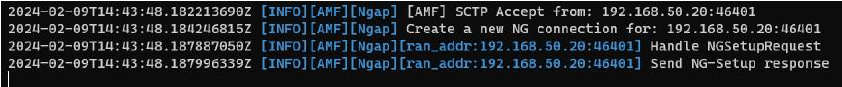 2024-02-09T14:43:48.182213690Z [INFO][AMF][Ngap] [AMF] SCTP Accept from: 192.168.50.20:46401
2024-02-09T14:43:48.184246815Z [INFO][AMF][Ngap] Create a new NG connection for: 192.168.50.20:46401
2024-02-09T14:43:48.187887050Z [INFO][AMF][Ngap][ran_addr:192.168.50.20:46401] Handle NGSetupRequest
2024-02-09T14:43:48.187996339Z [INFO][AMF][Ngap][ran_addr:192.168.50.20:46401] Send NG-Setup response